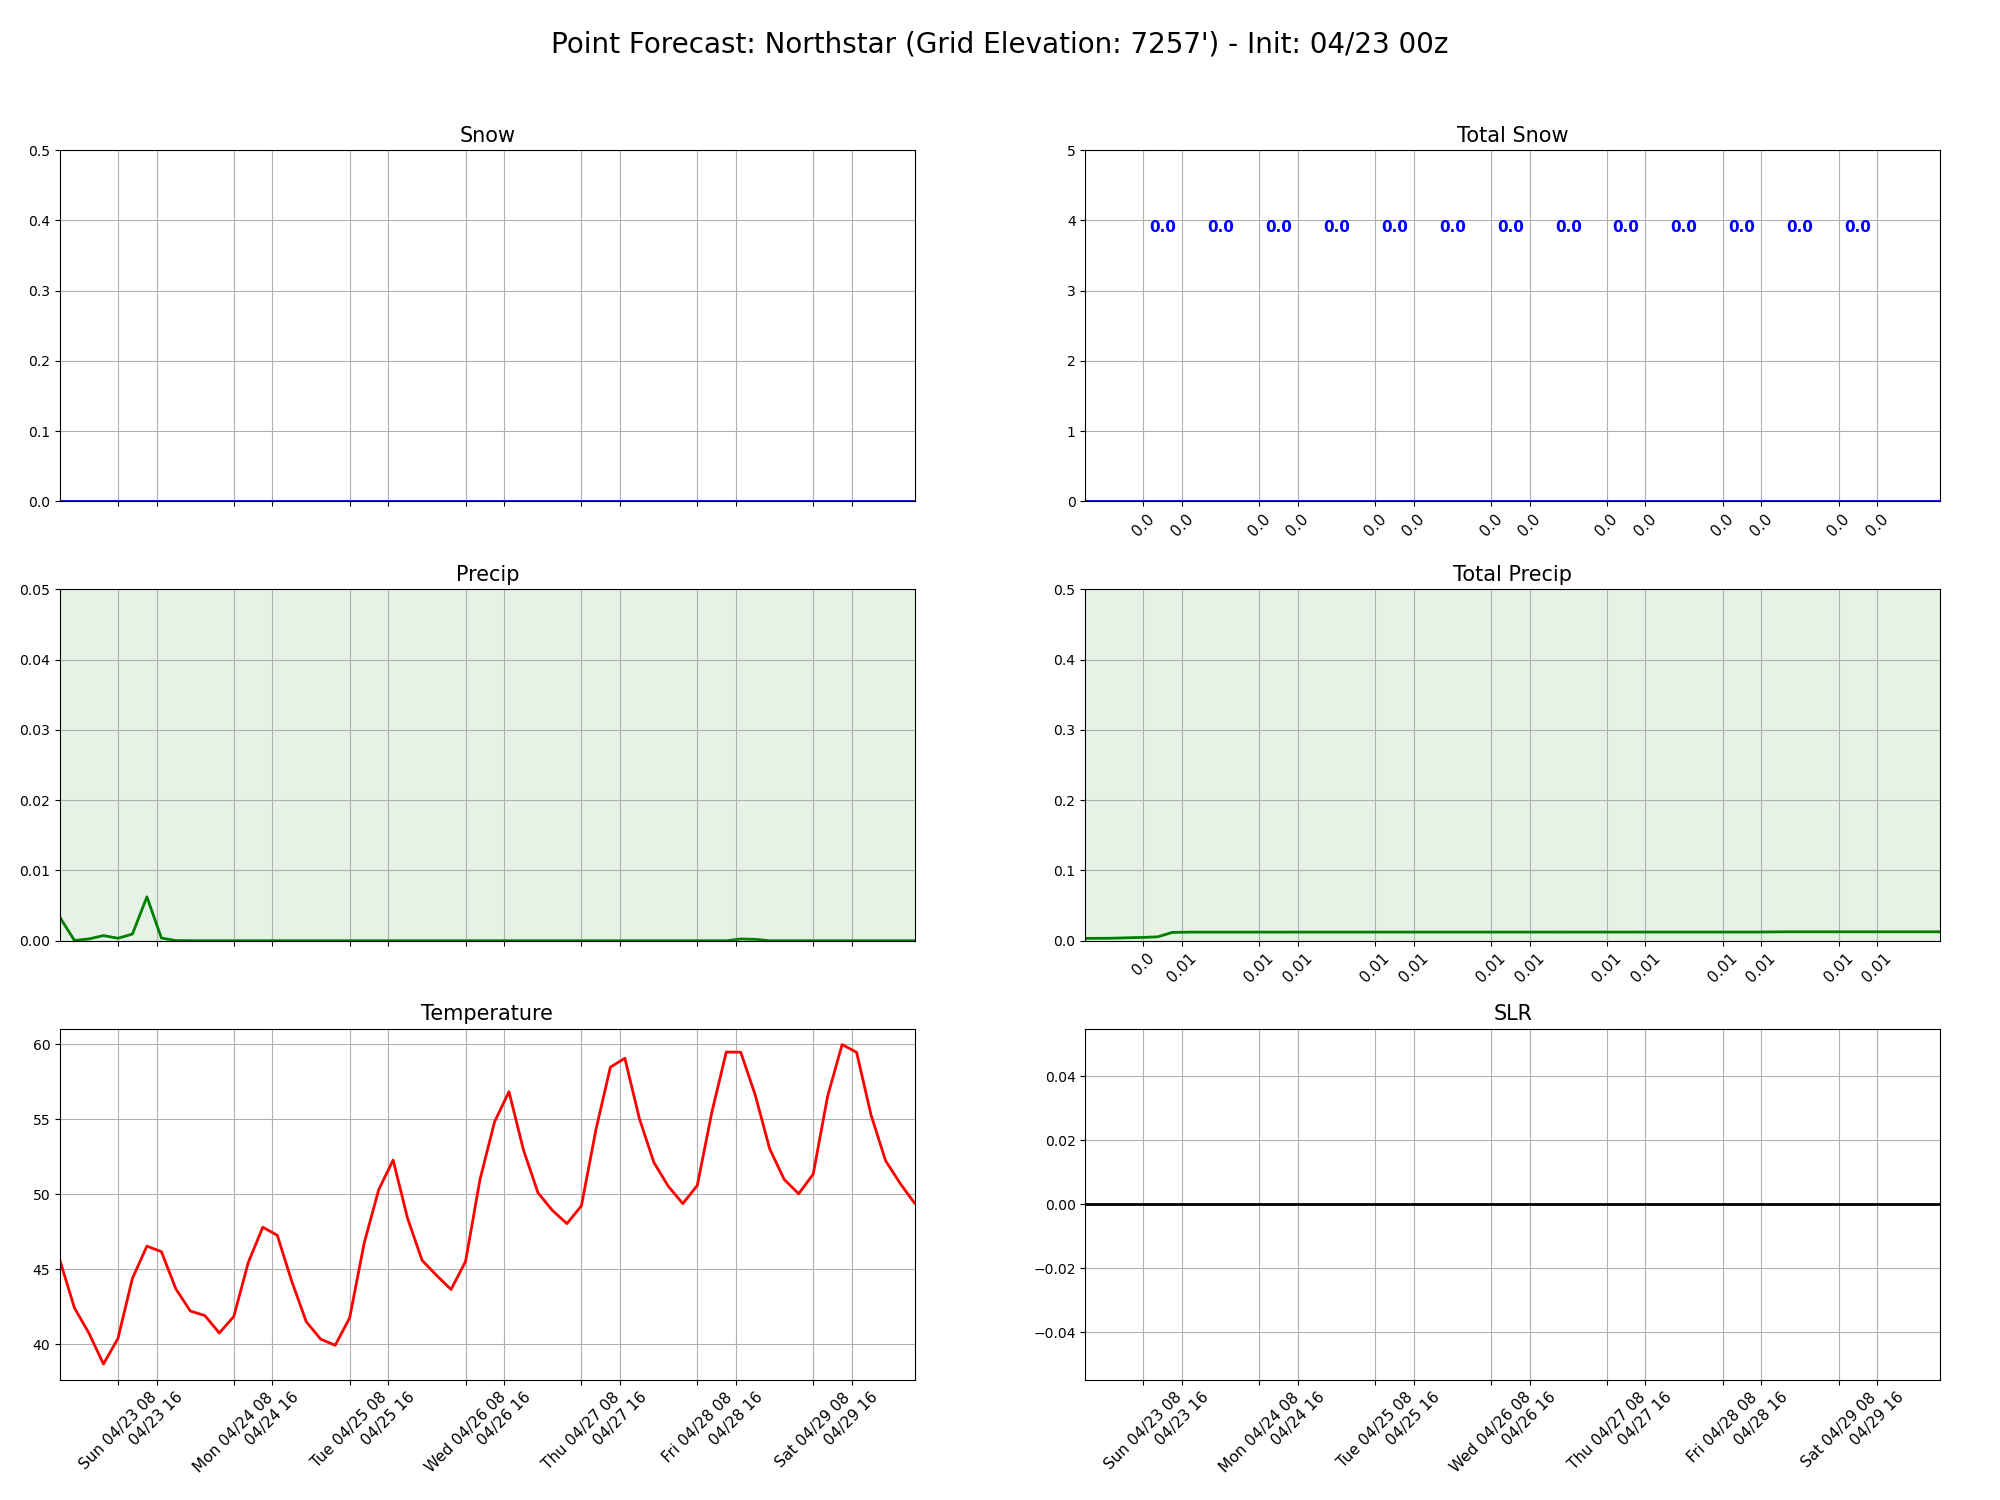 Point Forecast: Northstar (Grid Elevation: 7257') - Init: 04/23 00z
Snow
0.5
0.4
0.3
0.2
0.1
0.0
Total Snow
5
4
3
2
1
0
0.0 0.0 0.0 0.0 0.0 0.0 0.0 0.0 0.0 0.0 0.0 0.0 0.0
0.0 0.0 0.0 0.0 0.0 0.0 0.0 0.0 0.0 0.0 0.0 0.0 0.0 0.0
Precip
0.05
0.04
0.03
0.02
0.01
0.00
Total Precip
0.5
0.4
0.3
0.2
0.1
0.0
0.0 0.01 0.01 0.01 0.01 0.01 0.01 0.01 0.01 0.01 0.01 0.01 0.01 0.01
Temperature
60
55
50
45
40
Sun 04/23 08
04/23 16
Mon 04/24 08
04/24 16
Tue 04/25 08
04/25 16
Wed 04/26 08
04/26 16
Thu 04/27 08
04/27 16
Fri 04/28 08
04/28 16
Sat 04/29 08
04/29 16
SLR
0.04
0.02
0.00
−0.02
−0.04
Sun 04/23 08
04/23 16
Mon 04/24 08
04/24 16
Tue 04/25 08
04/25 16
Wed 04/26 08
04/26 16
Thu 04/27 08
04/27 16
Fri 04/28 08
04/28 16
Sat 04/29 08
04/29 16